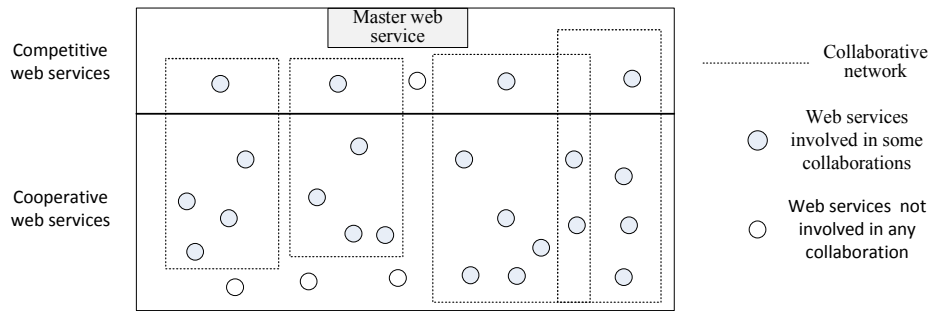 Master web
service
Competitive
web services
Cooperative
web services
Collaborative
network
Web services
involved in some
collaborations
Web services not
involved in any
collaboration